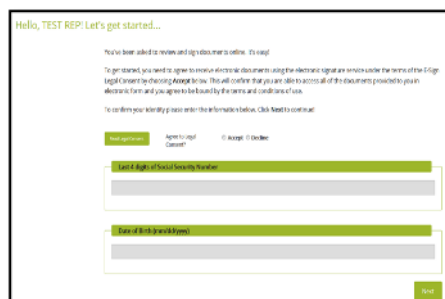 Hello, TEST REP! Let's get started...
You've been asked to review and sign documents online. It's easy!
To get started, you need to agree to receive electronic documents using the electronic signature service under the terms of the E-Sign
Legal Consent by choosing Accept below. This will confirm that you are able to access all of the documents provided to you in
electronic form and you agree to be bound by the terms and conditions of use.
To confirm your identity please enter the information below. Click Next to continue!
Read Legal Consent
Agree to Legal Consent?
Accept Decline
Last 4 digits of Social Security Number
Date of Birth (mm/dd/yyyy)
Next